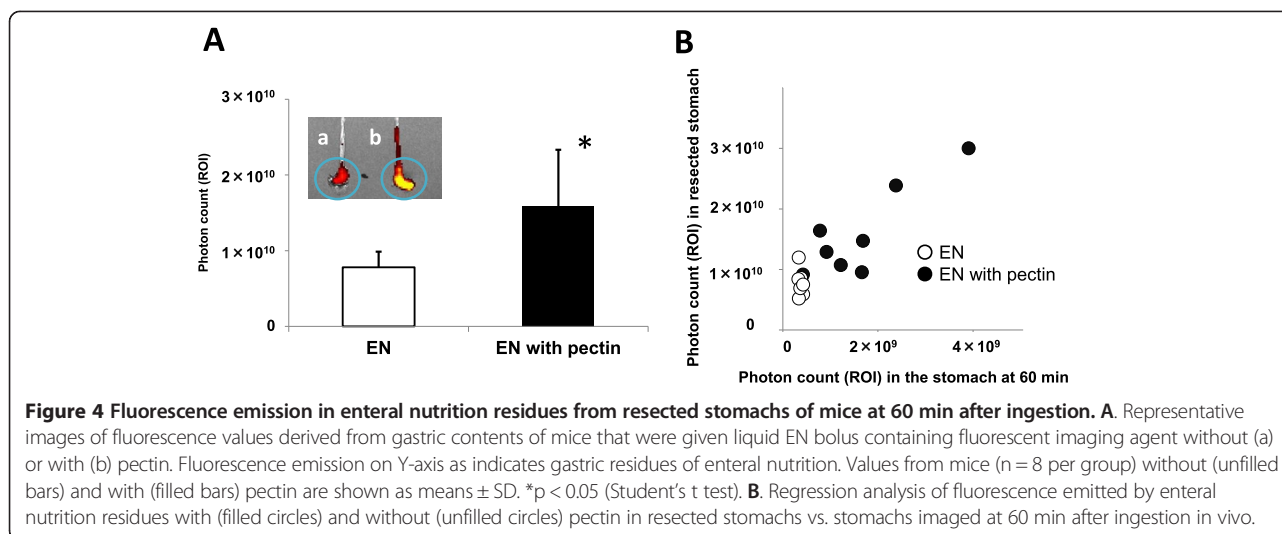 A
B
3 × 10¹⁰
2 × 10¹⁰
1 × 10¹⁰
0
Photon count (ROI)
a b
*
EN EN with pectin
Photon count (ROI) in resected stomach
3 × 10¹⁰
2 × 10¹⁰
1 × 10¹⁰
0
EN
EN with pectin
0 2 × 10⁹ 4 × 10⁹
Photon count (ROI) in the stomach at 60 min
Figure 4 Fluorescence emission in enteral nutrition residues from resected stomachs of mice at 60 min after ingestion. A. Representative
images of fluorescence values derived from gastric contents of mice that were given liquid EN bolus containing fluorescent imaging agent without (a)
or with (b) pectin. Fluorescence emission on Y-axis as indicates gastric residues of enteral nutrition. Values from mice (n = 8 per group) without (unfilled
bars) and with (filled bars) pectin are shown as means ± SD. *p < 0.05 (Student's t test). B. Regression analysis of fluorescence emitted by enteral
nutrition residues with (filled circles) and without (unfilled circles) pectin in resected stomachs vs. stomachs imaged at 60 min after ingestion in vivo.